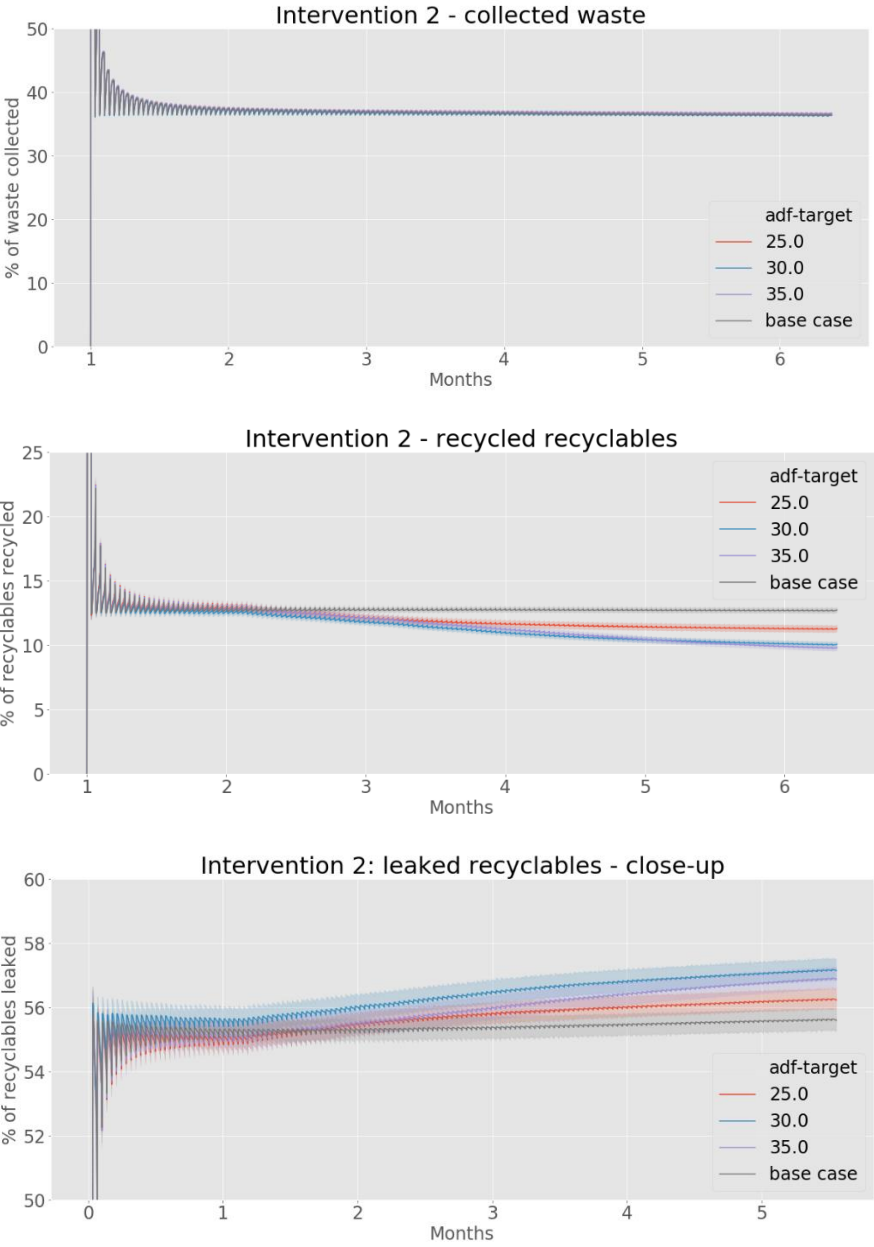 Intervention 2 - collected waste
50
40
30
20
10
0
% of waste collected
adf-target
25.0
30.0
35.0
base case
1 2 3 4 5 6
Months
Intervention 2 - recycled recyclables
25
20
15
10
5
0
% of recyclables recycled
adf-target
25.0
30.0
35.0
base case
1 2 3 4 5 6
Months
Intervention 2: leaked recyclables - close-up
60
58
56
54
52
50
% of recyclables leaked
adf-target
25.0
30.0
35.0
base case
0 1 2 3 4 5
Months